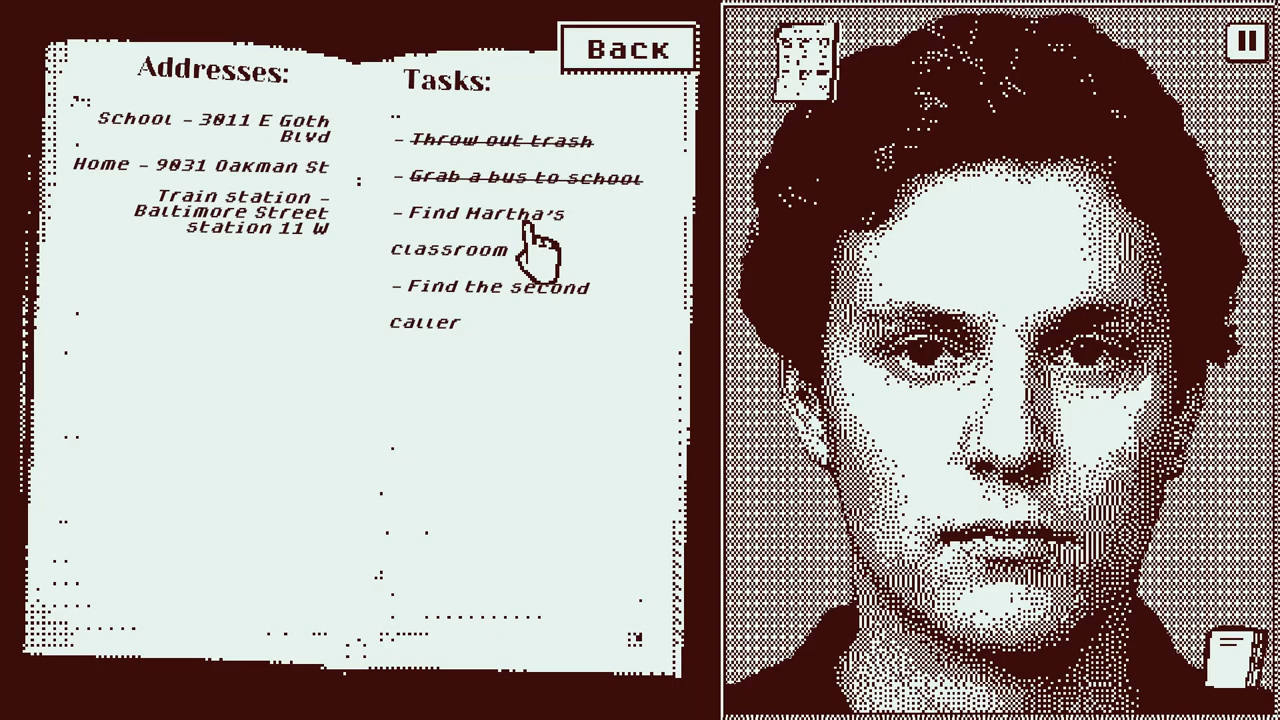 Back
Addresses:
School - 3011 E Goth
Blvd
Home - 9031 Oakman St
Train station -
Baltimore Street
station 11 W
Tasks:
- Throw out trash
- Grab a bus to school
- Find Martha's
classroom
- Find the second
caller